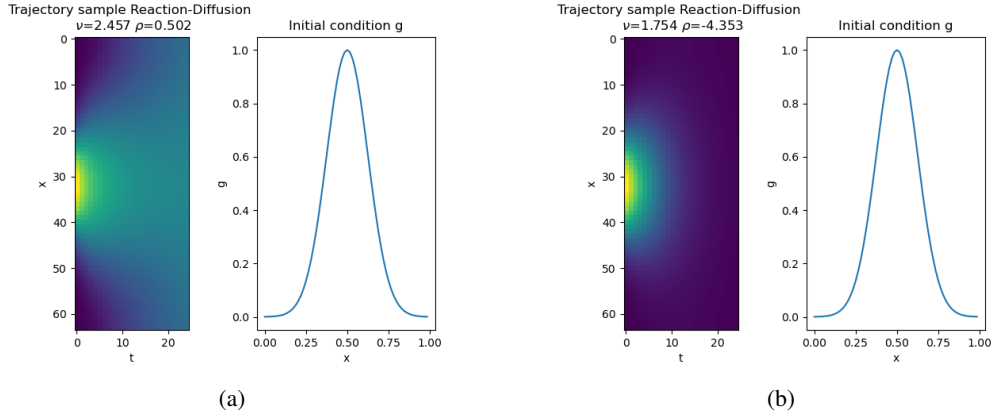 Trajectory sample Reaction-Diffusion
ν=2.457 ρ=0.502
Initial condition g
0
10
20
30
40
50
60
x
0
10
20
t
1.0
0.8
0.6
0.4
0.2
0.0
g
0.00
0.25
0.50
0.75
1.00
x
(a)
Trajectory sample Reaction-Diffusion
ν=1.754 ρ=-4.353
Initial condition g
0
10
20
30
40
50
60
x
0
10
20
t
1.0
0.8
0.6
0.4
0.2
0.0
g
0.00
0.25
0.50
0.75
1.00
x
(b)